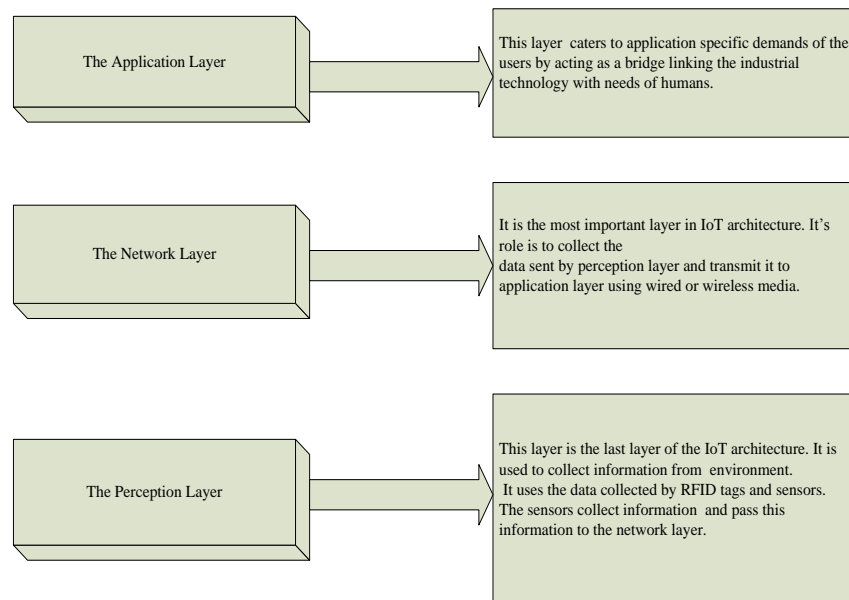 The Application Layer
This layer caters to application specific demands of the
users by acting as a bridge linking the industrial
technology with needs of humans.
The Network Layer
It is the most important layer in IoT architecture. It’s
role is to collect the
data sent by perception layer and transmit it to
application layer using wired or wireless media.
The Perception Layer
This layer is the last layer of the IoT architecture. It is
used to collect information from environment.
It uses the data collected by RFID tags and sensors.
The sensors collect information and pass this
information to the network layer.